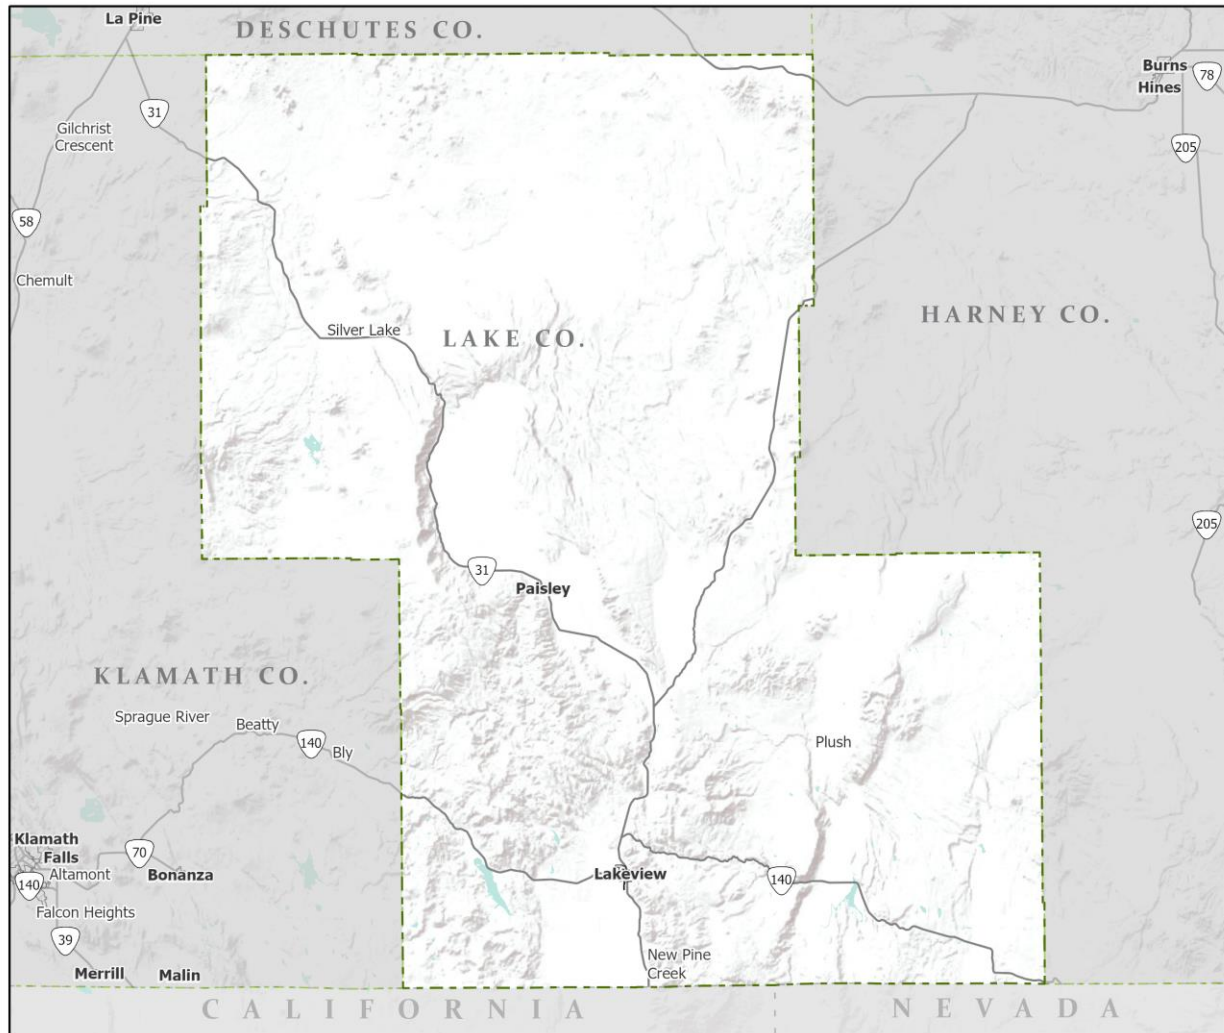 La Pine
DESCHUTES CO.
Burns
Hines
78
31
Gilchrist
Crescent
205
58
Chemult
HARNEY CO.
Silver Lake
LAKE CO.
205
31
Paisley
KLAMATH CO.
Sprague River
Beatty
140
Bly
Plush
Klamath
Falls
70
Altamont
Bonanza
Lakeview
140
140
Falcon Heights
39
New Pine
Creek
Merrill
Malin
CALIFORNIA
NEVADA